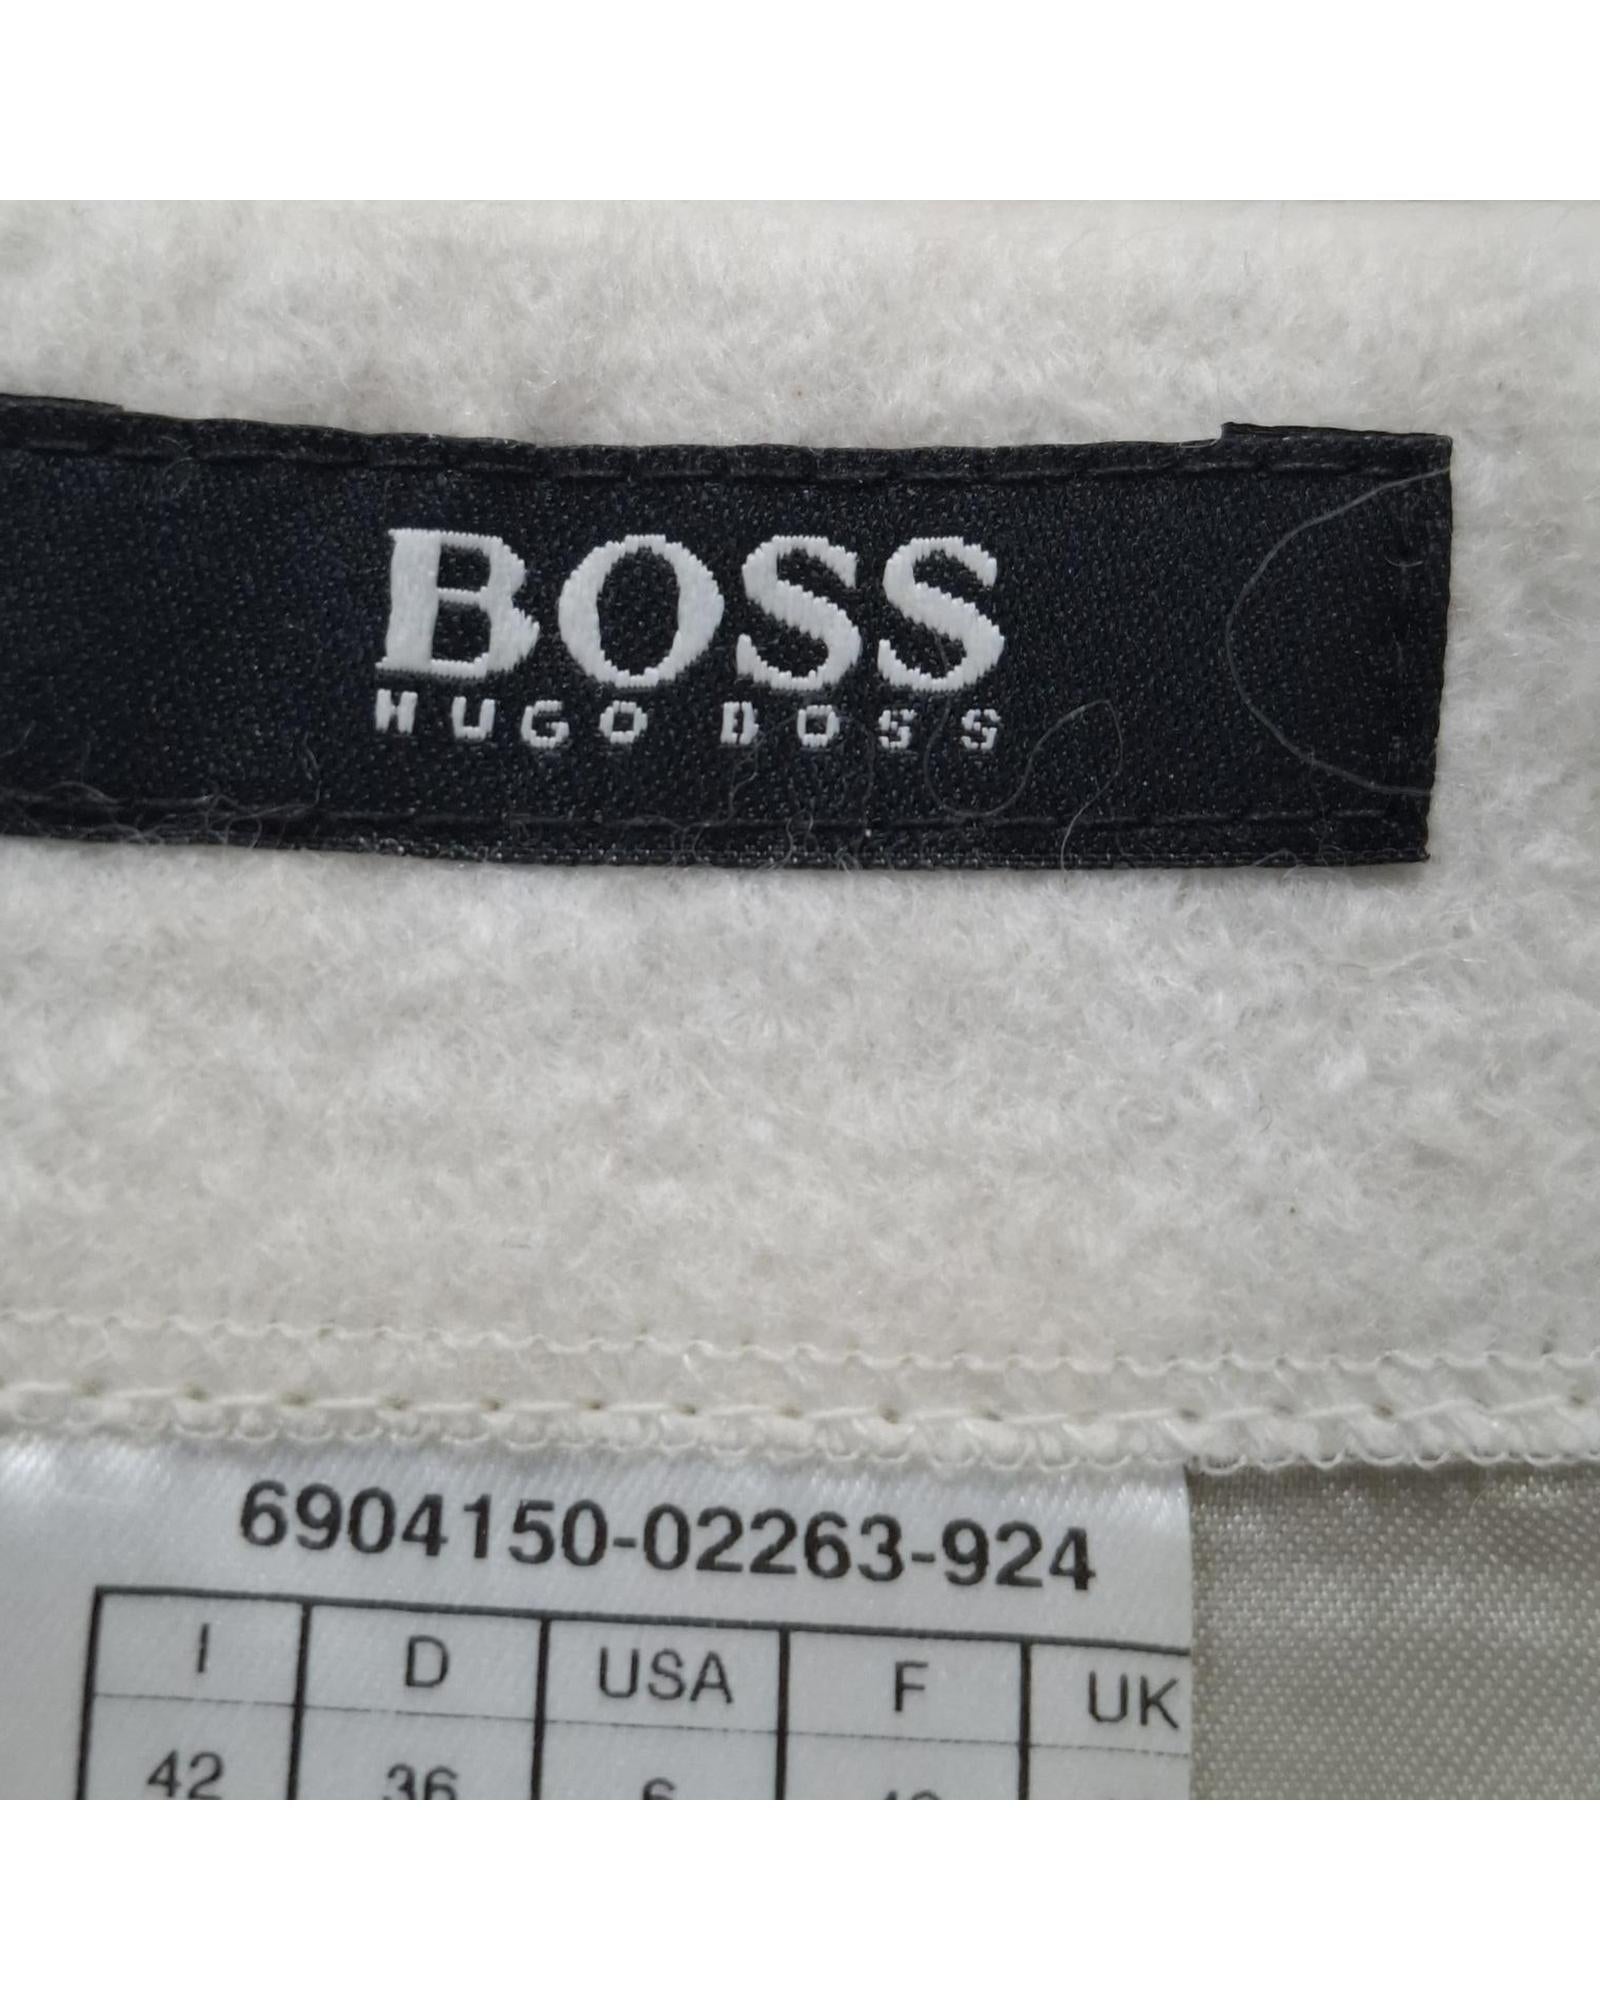 BOSS
HUGO BOSS
6904150-02263-924
I D USA F UK
42 36